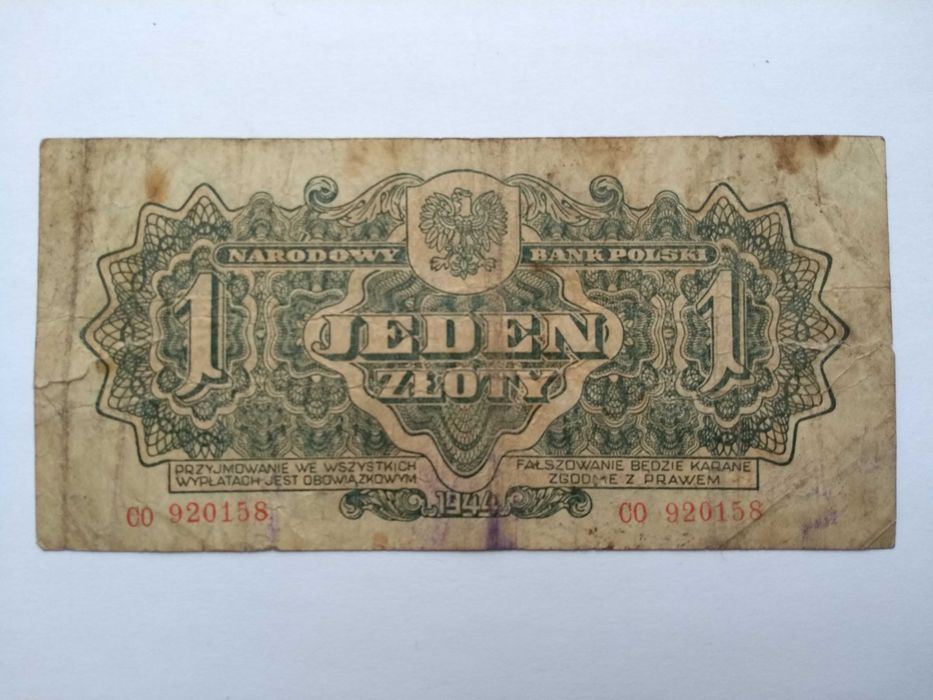 NARODOWY BANK POLSKI
1 JEDEN 1
ZŁOTY
PRZYJMOWANIE WE WSZYSTKICH
WYPŁATACH JEST OBOWIĄZKOWYM
FAŁSZOWANIE BĘDZIE KARANE
ZGODNIE Z PRAWEM
1944
CO 920158 CO 920158